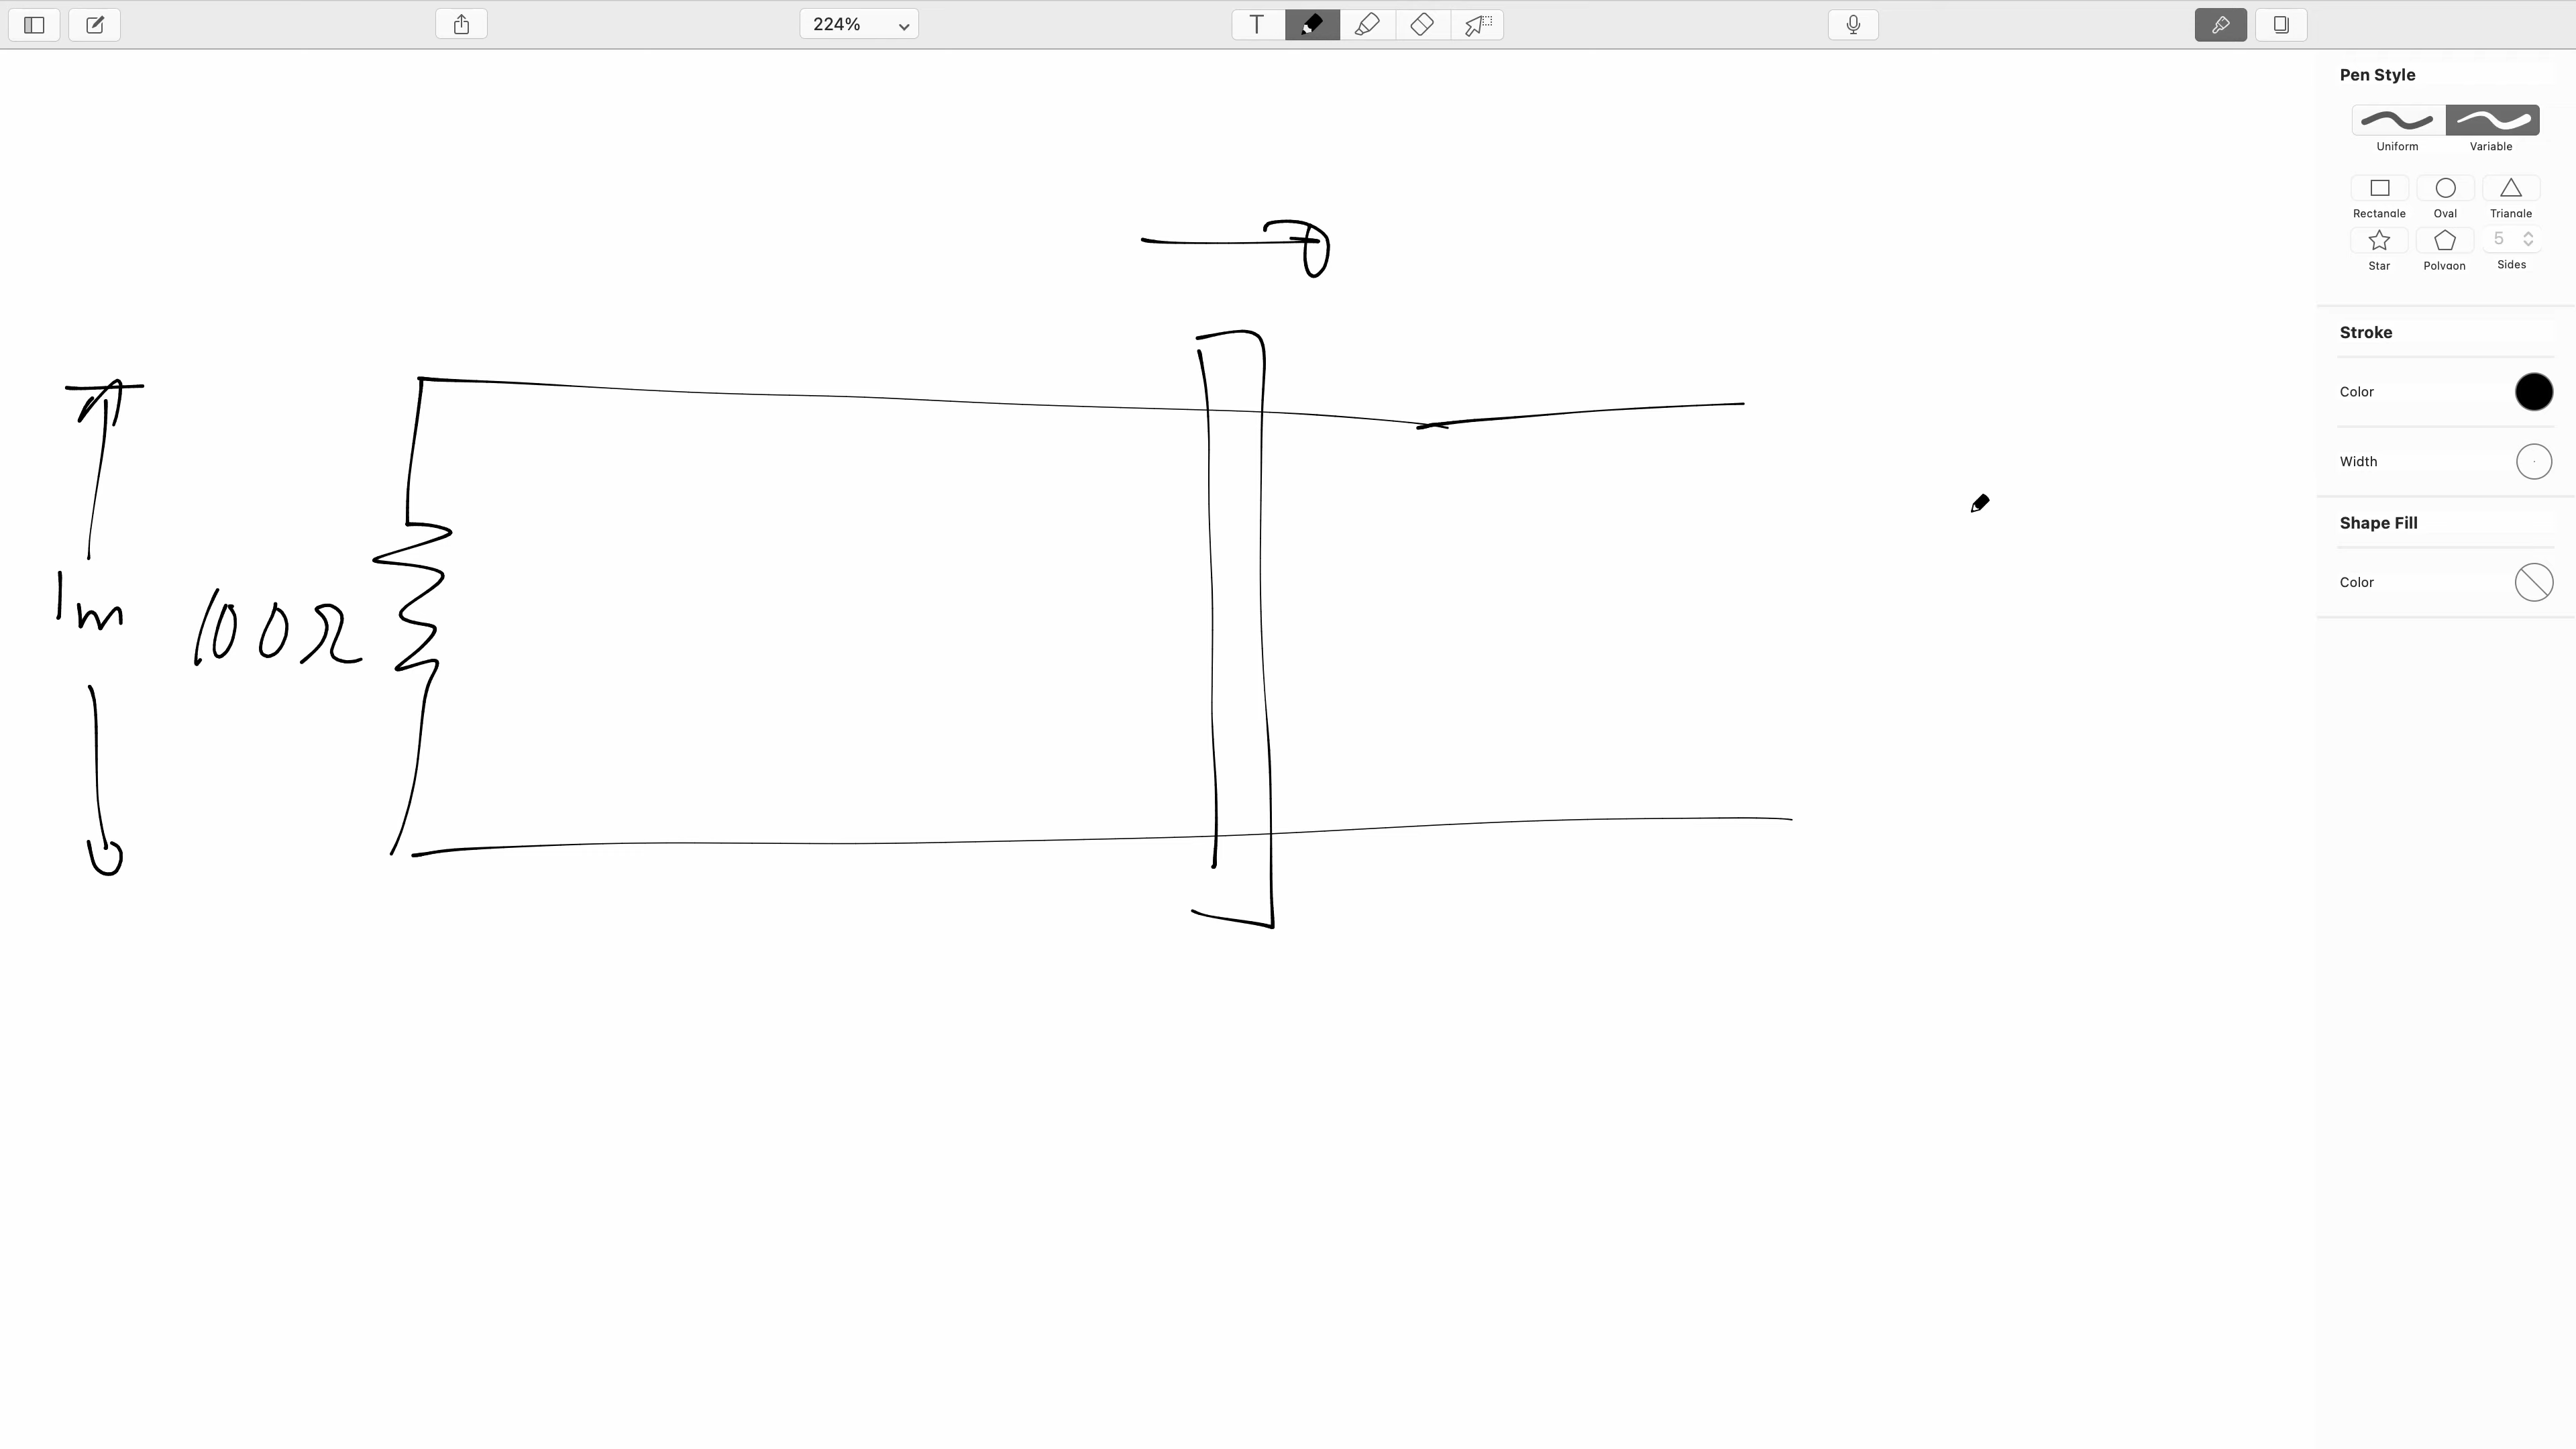 224%
T
Pen Style
Uniform Variable
Rectangle Oval Triangle
5
Star Polygon Sides
Stroke
Color
Width
Shape Fill
Color
1m
100Ω